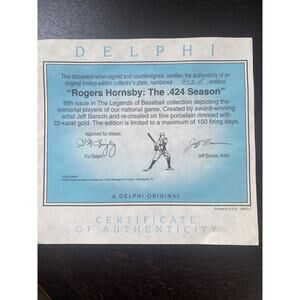 DELPHI
This document when signed and countersigned, certifies the authenticity of an
original limited-edition collector's plate, numbered entitled:
"Rogers Hornsby: The .424 Season"
fifth issue in The Legends of Baseball collection depicting the
immortal players of our national game. Created by award-winning
artist Jeff Barson and re-created on fine porcelain rimmed with
22-karat gold. The edition is limited to a maximum of 150 firing days.
Approved for release:
For Delphi
Jeff Barson, Artist
A DELPHI ORIGINAL
CERTIFICATE
OF AUTHENTICITY